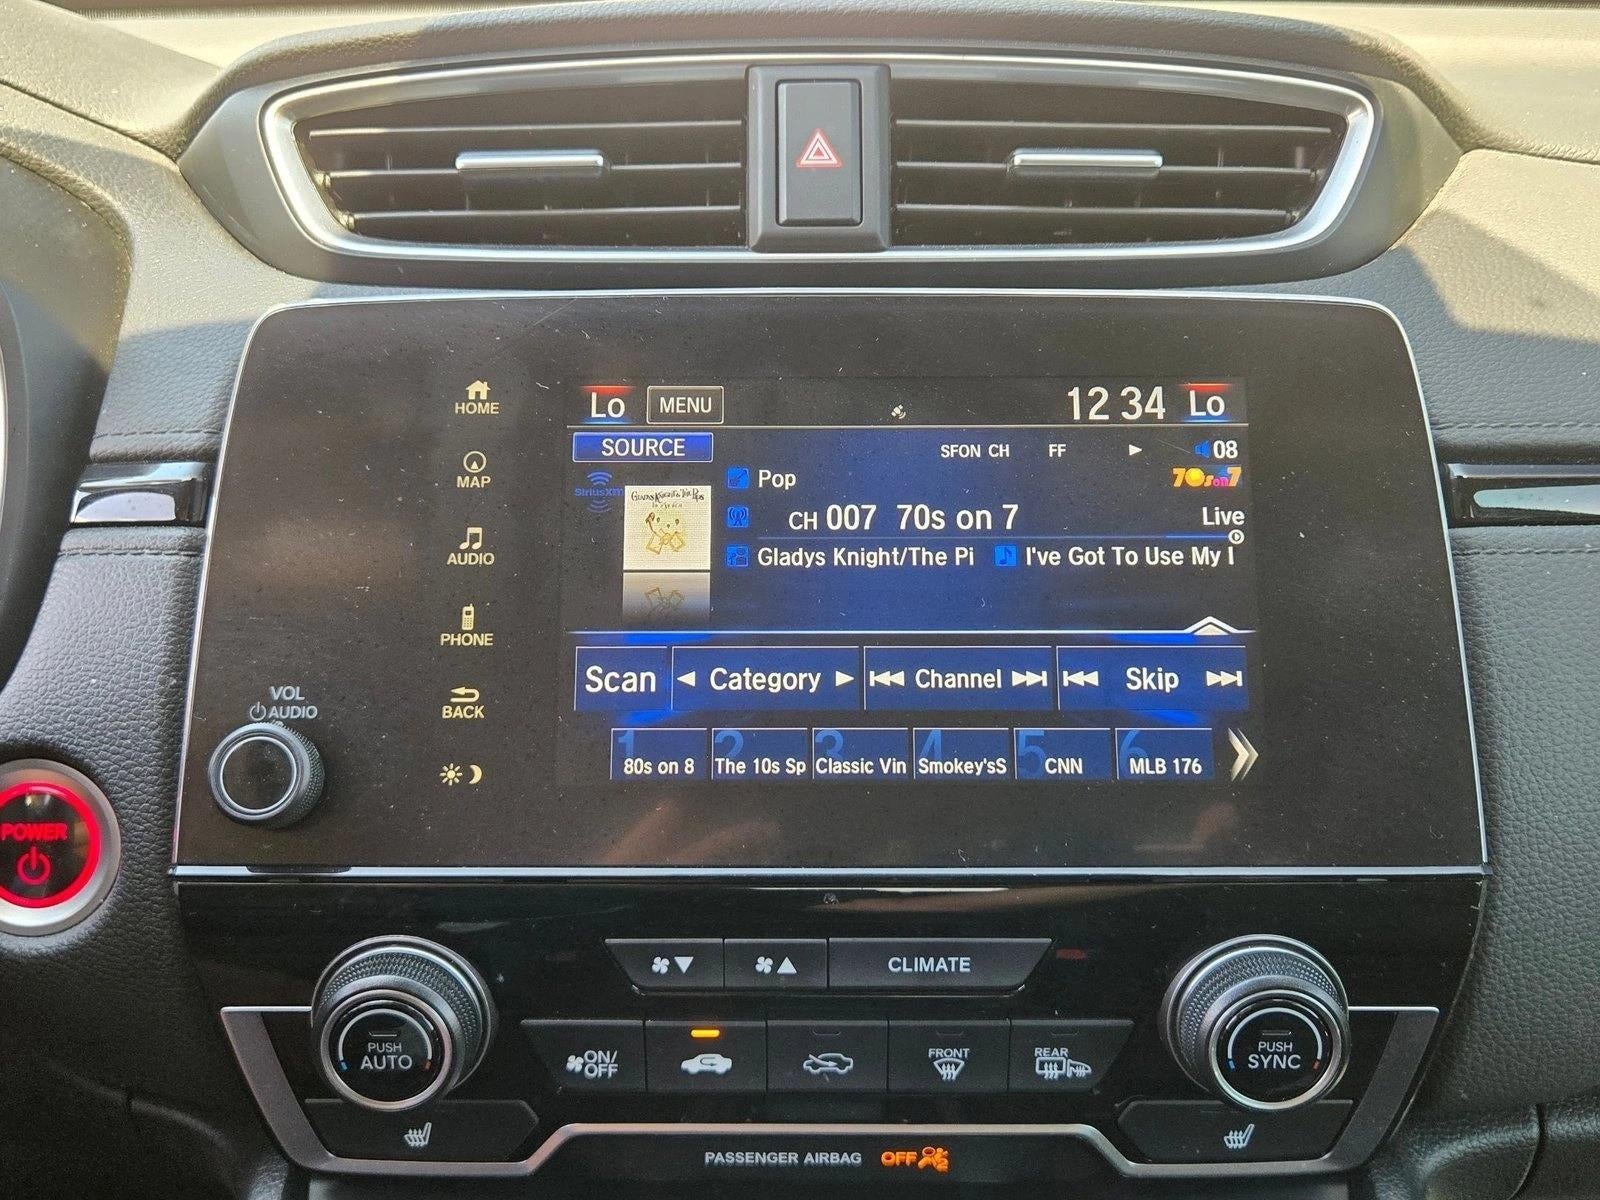 HOME
MAP
AUDIO
PHONE
BACK
VOL
AUDIO
POWER
Lo MENU 12 34 Lo
SOURCE SFON CH FF 08
SiriusXM Pop 70s on 7
CH 007 70s on 7 Live
Gladys Knight/The Pi I've Got To Use My I
Scan Category Channel Skip
1 2 3 4 5 6
80s on 8 The 10s Sp Classic Vin Smokey'sS CNN MLB 176
CLIMATE
PUSH
AUTO
ON/
OFF
FRONT
REAR
PUSH
SYNC
PASSENGER AIRBAG OFF